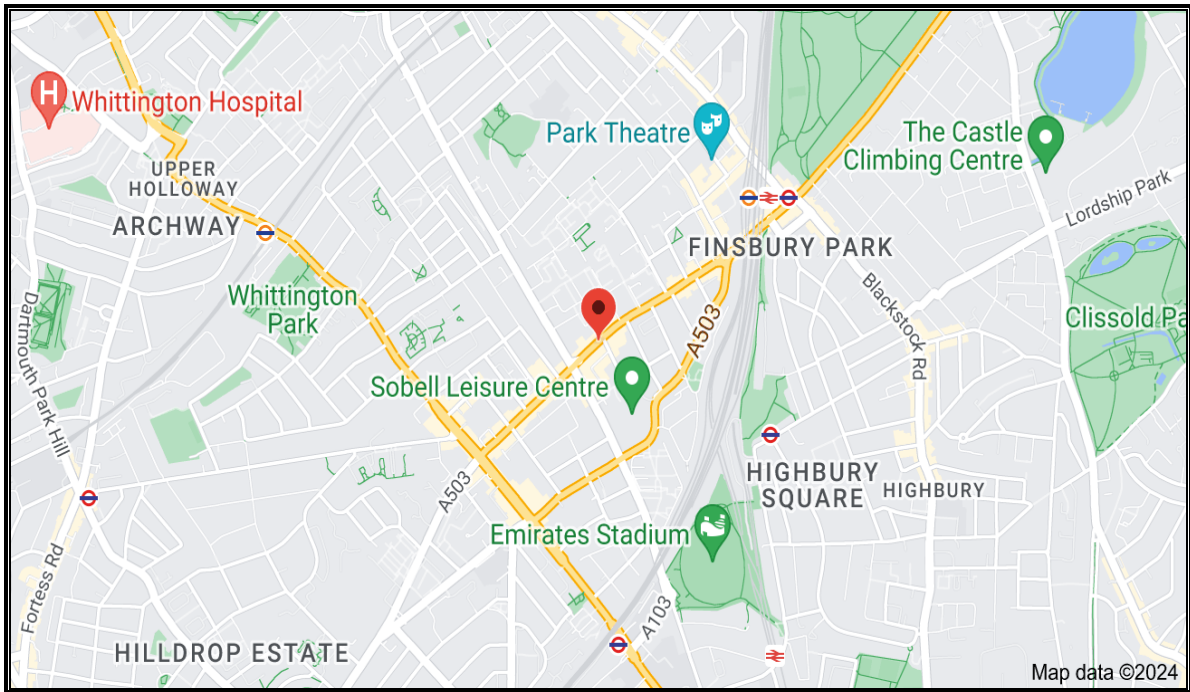 H
Whittington Hospital
Park Theatre
The Castle
Climbing Centre
UPPER
HOLLOWAY
ARCHWAY
Lordship Park
FINSBURY PARK
Whittington
Park
Dartmouth Park Hill
A503
Blackstock Rd
Clissold Pa
Sobell Leisure Centre
A503
HIGHBURY
SQUARE
HIGHBURY
Emirates Stadium
Fortess Rd
A103
HILLDROP ESTATE
Map data ©2024